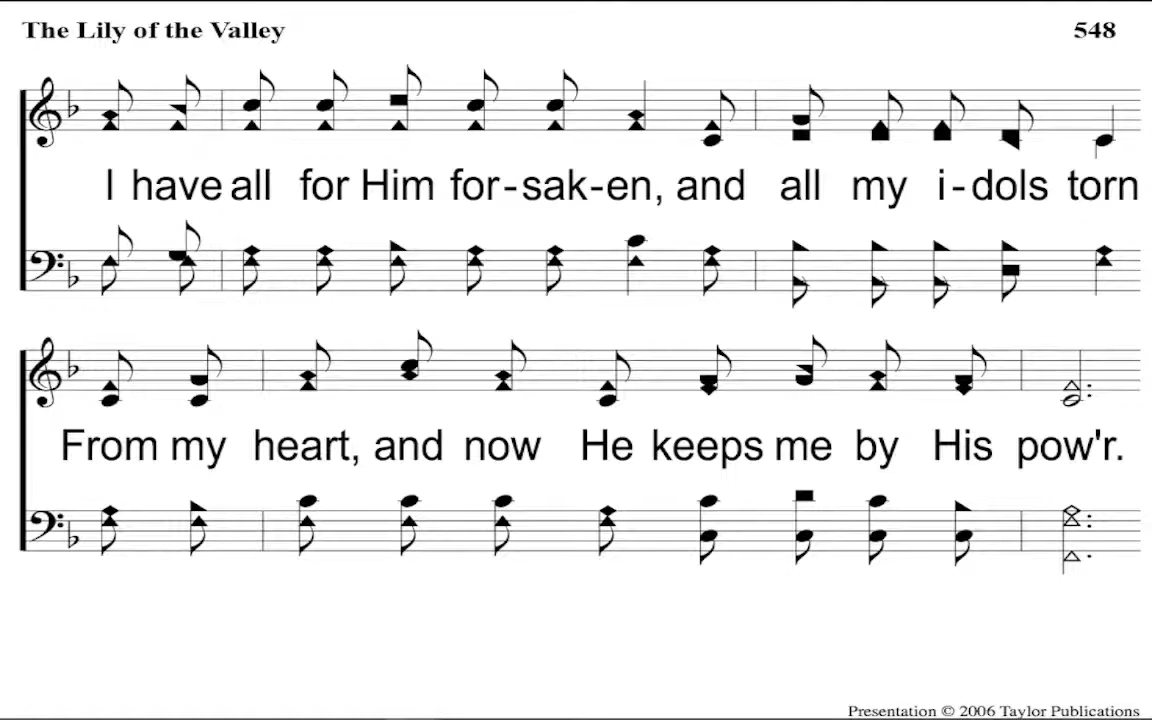 The Lily of the Valley 548
I have all for Him for-sak-en, and all my i-dols torn
From my heart, and now He keeps me by His pow'r.
Presentation © 2006 Taylor Publications